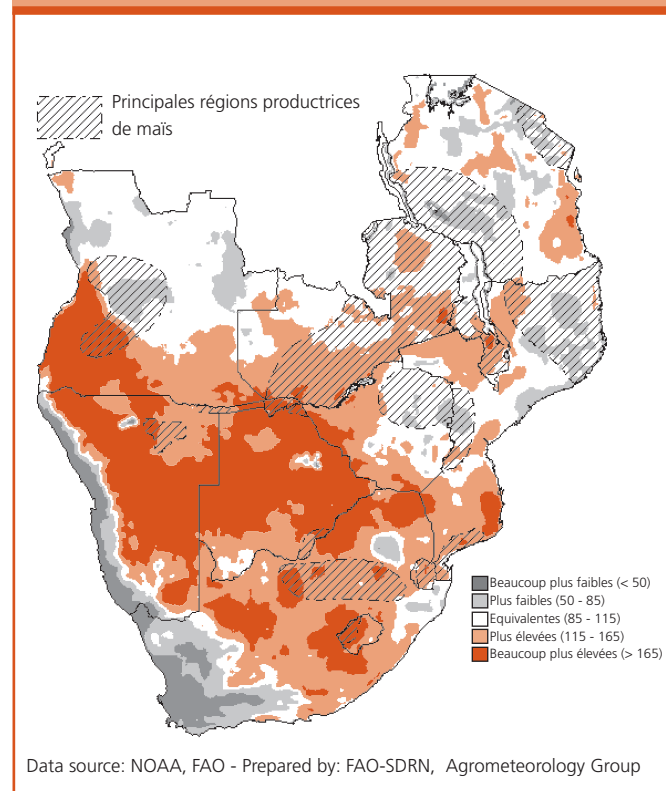 Principales régions productrices
de maïs
Beaucoup plus faibles (< 50)
Plus faibles (50 - 85)
Equivalentes (85 - 115)
Plus élevées (115 - 165)
Beaucoup plus élevées (> 165)
Data source: NOAA, FAO - Prepared by: FAO-SDRN, Agrometeorology Group